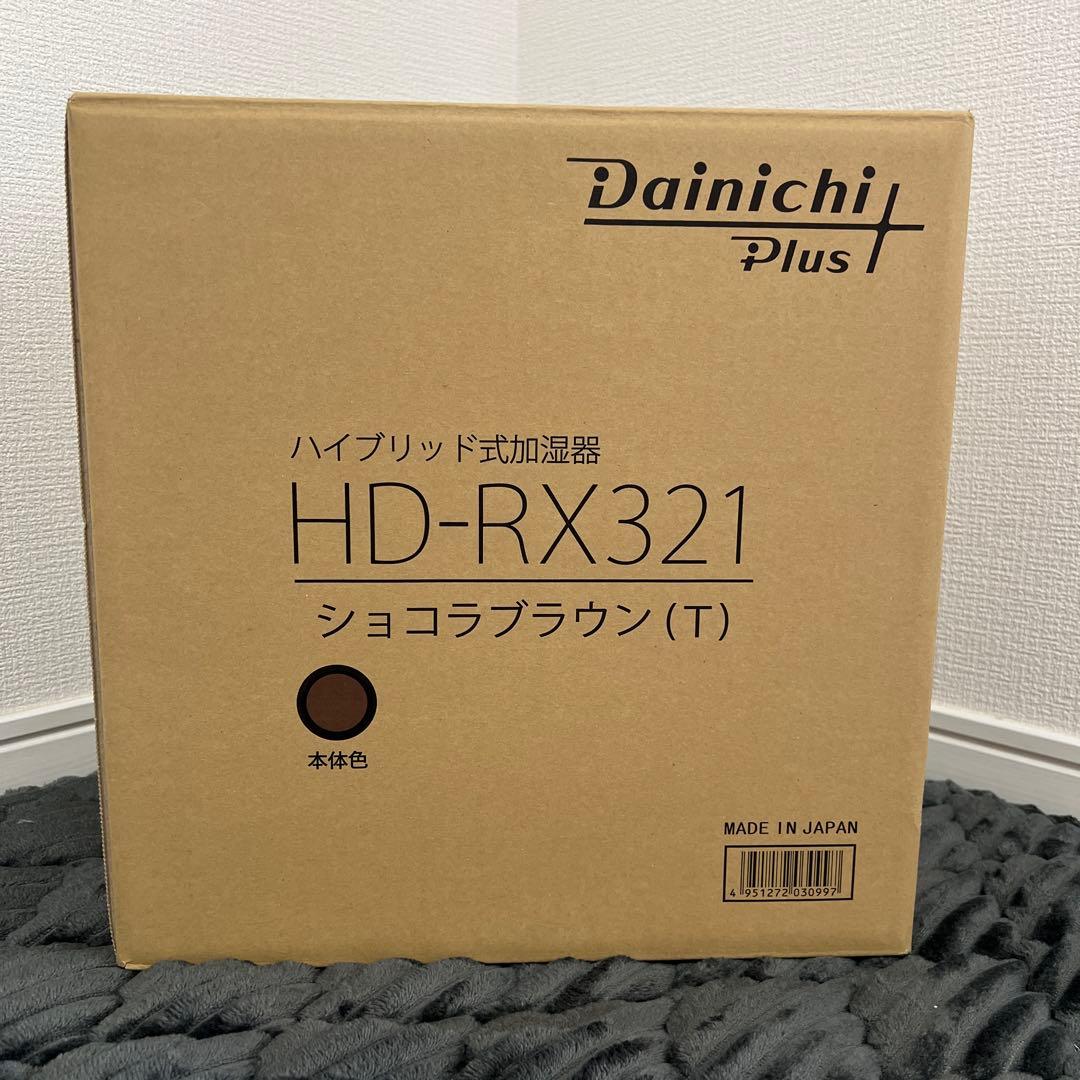 Dainichi
Plus
ハイブリッド式加湿器
HD-RX321
ショコラブラウン(T)
本体色
MADE IN JAPAN
4 951272 030997